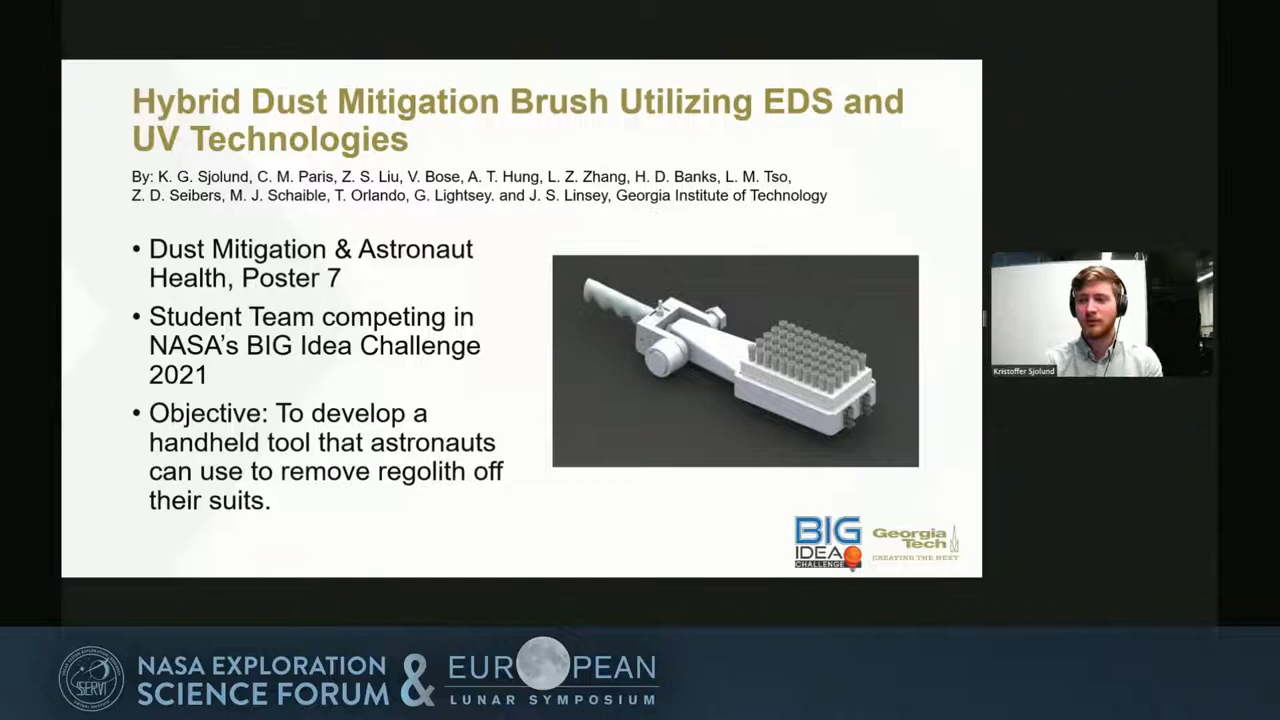 Hybrid Dust Mitigation Brush Utilizing EDS and
UV Technologies
By: K. G. Sjolund, C. M. Paris, Z. S. Liu, V. Bose, A. T. Hung, L. Z. Zhang, H. D. Banks, L. M. Tso,
Z. D. Seibers, M. J. Schaible, T. Orlando, G. Lightsey. and J. S. Linsey, Georgia Institute of Technology
• Dust Mitigation & Astronaut
Health, Poster 7
• Student Team competing in
NASA's BIG Idea Challenge
2021
• Objective: To develop a
handheld tool that astronauts
can use to remove regolith off
their suits.
BIG
IDEA
CHALLENGE
Georgia
Tech
CREATING THE NEXT
Kristoffer Sjolund
SERVI
NASA EXPLORATION
SCIENCE FORUM
&
EUROPEAN
LUNAR SYMPOSIUM